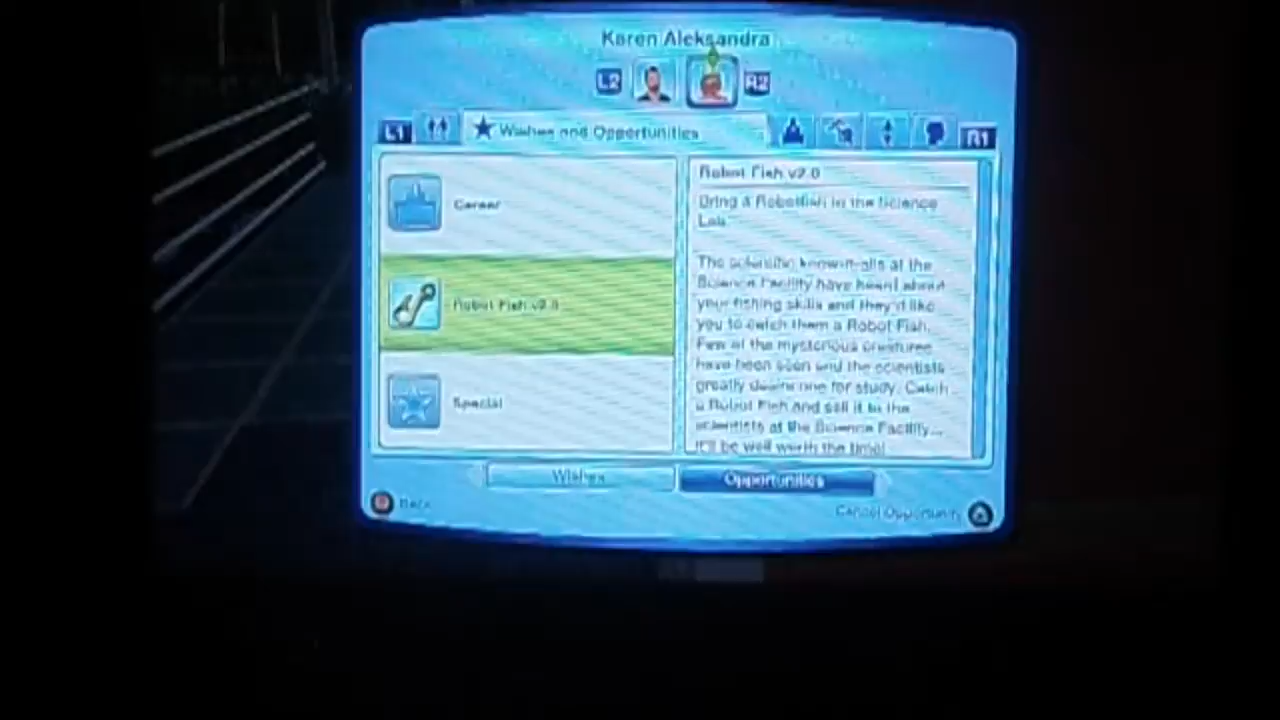 Karen Aleksandra
L2
R2
L1
Wishes and Opportunities
R1
Career
Robot Fish v2.0
Special
Robot Fish v2.0
Bring a Robotfish to the Science
Lab
The scientific know-it-alls at the
Science Facility have heard about
your fishing skills and they'd like
you to catch them a Robot Fish.
Few of the mysterious creatures
have been seen and the scientists
greatly desire one for study. Catch
a Robot Fish and sell it to the
scientists at the Science Facility...
It'll be well worth the time!
Wishes
Opportunities
Back
Cancel Opportunity